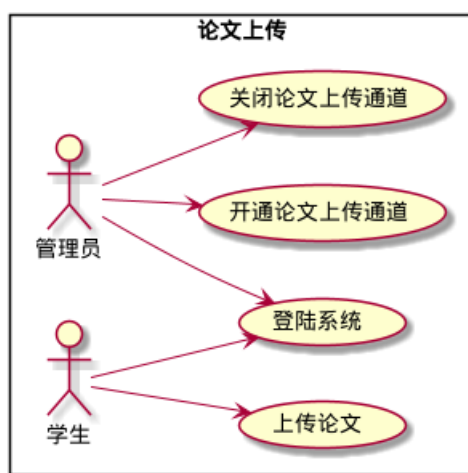 论文上传
关闭论文上传通道
开通论文上传通道
管理员
登陆系统
上传论文
学生